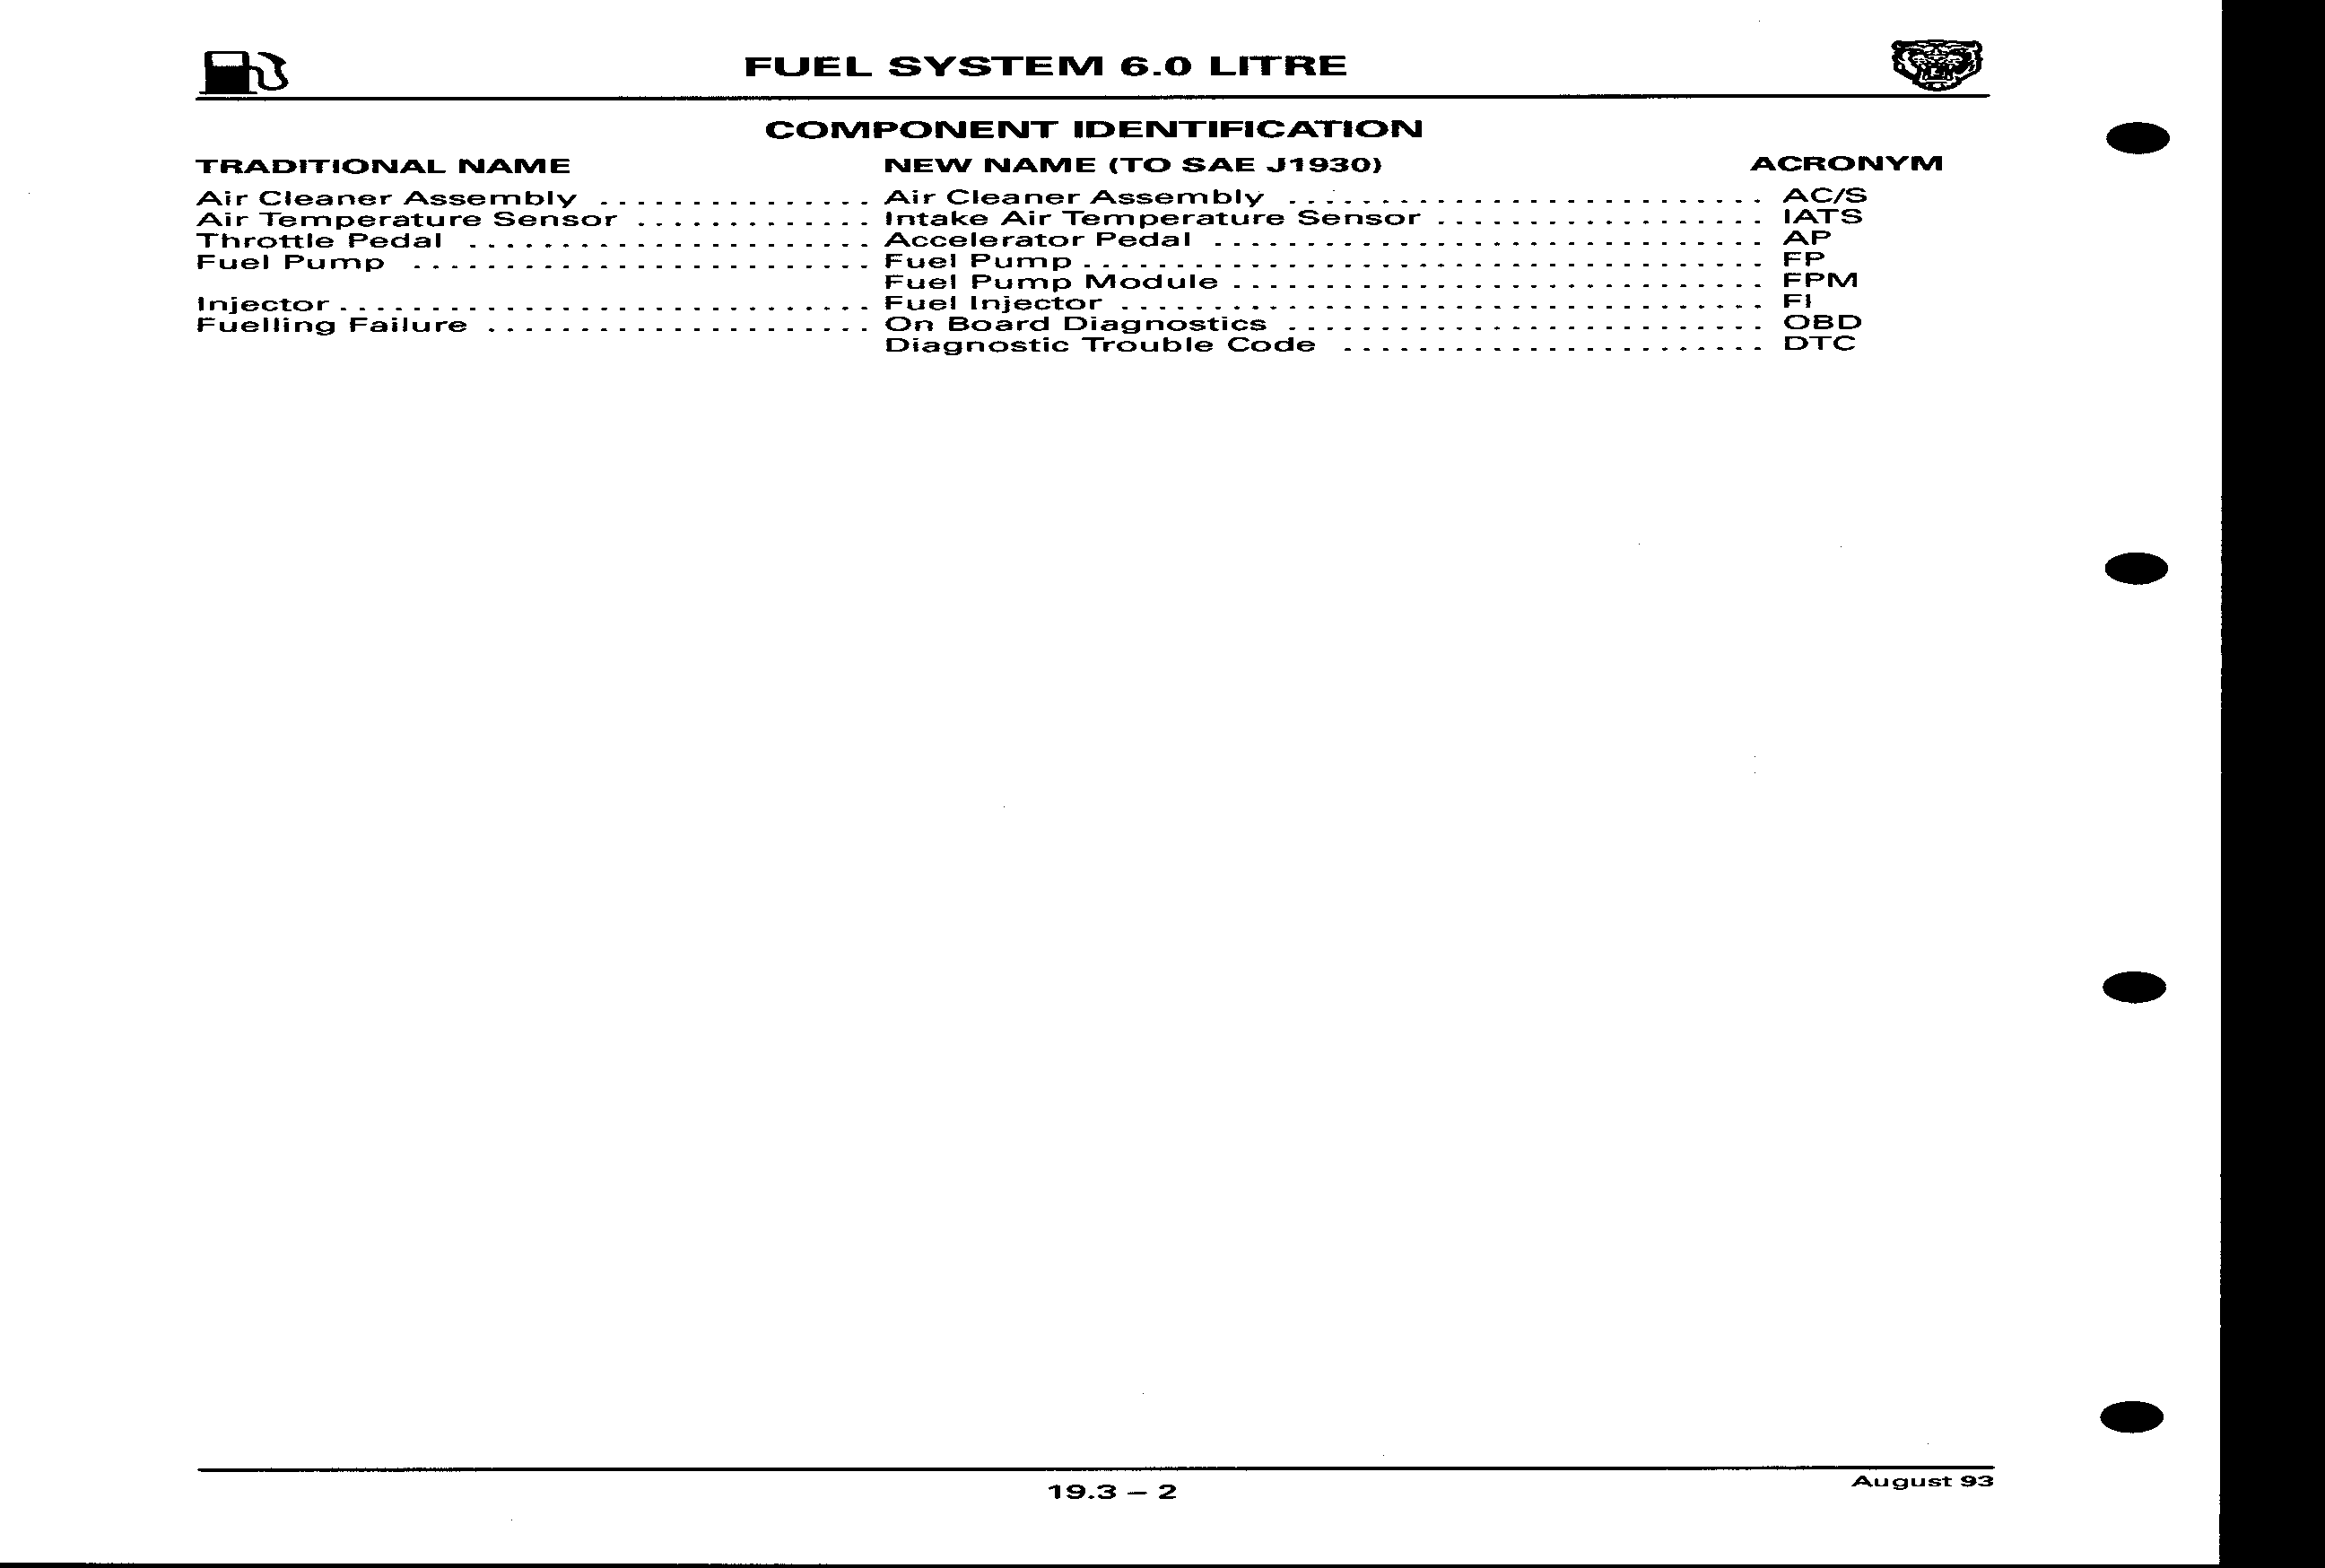 FUEL SYSTEM 6.0 LITRE
COMPONENT IDENTIFICATION
TRADITIONAL NAME NEW NAME (TO SAE J1930) ACRONYM
Air Cleaner Assembly ............... Air Cleaner Assembly .......................... AC/S
Air Temperature Sensor ............. Intake Air Temperature Sensor .................. IATS
Throttle Pedal ...................... Accelerator Pedal .............................. AP
Fuel Pump ......................... Fuel Pump ..................................... FP
Fuel Pump Module ............................. FPM
Injector ............................. Fuel Injector ................................... FI
Fuelling Failure ..................... On Board Diagnostics .......................... OBD
Diagnostic Trouble Code ....................... DTC
19.3 – 2
August 93